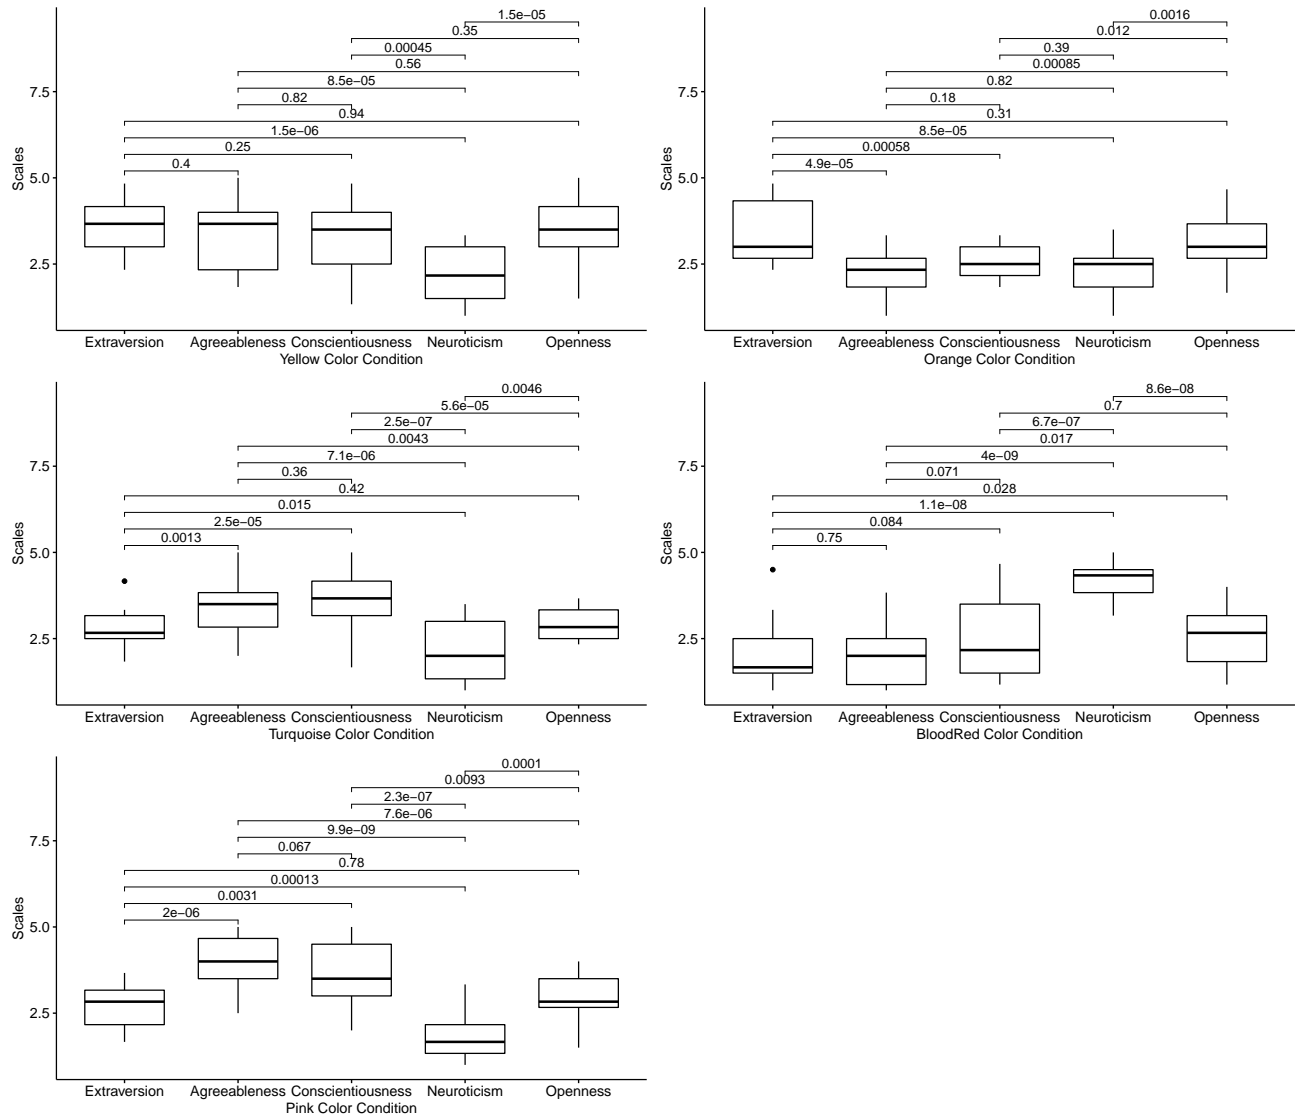 1.5e−05
0.35
0.00045
0.56
8.5e−05
0.82
0.94
1.5e−06
0.25
0.4
7.5
5.0
2.5
Scales
Extraversion Agreeableness Conscientiousness Neuroticism Openness
Yellow Color Condition
0.0016
0.012
0.39
0.00085
0.82
0.18
0.31
8.5e−05
0.00058
4.9e−05
7.5
5.0
2.5
Scales
Extraversion Agreeableness Conscientiousness Neuroticism Openness
Orange Color Condition
0.0046
5.6e−05
2.5e−07
0.0043
7.1e−06
0.36
0.42
0.015
2.5e−05
0.0013
7.5
5.0
2.5
Scales
Extraversion Agreeableness Conscientiousness Neuroticism Openness
Turquoise Color Condition
8.6e−08
0.7
6.7e−07
0.017
4e−09
0.071
0.028
1.1e−08
0.084
0.75
7.5
5.0
2.5
Scales
Extraversion Agreeableness Conscientiousness Neuroticism Openness
BloodRed Color Condition
0.0001
0.0093
2.3e−07
7.6e−06
9.9e−09
0.067
0.78
0.00013
0.0031
2e−06
7.5
5.0
2.5
Scales
Extraversion Agreeableness Conscientiousness Neuroticism Openness
Pink Color Condition